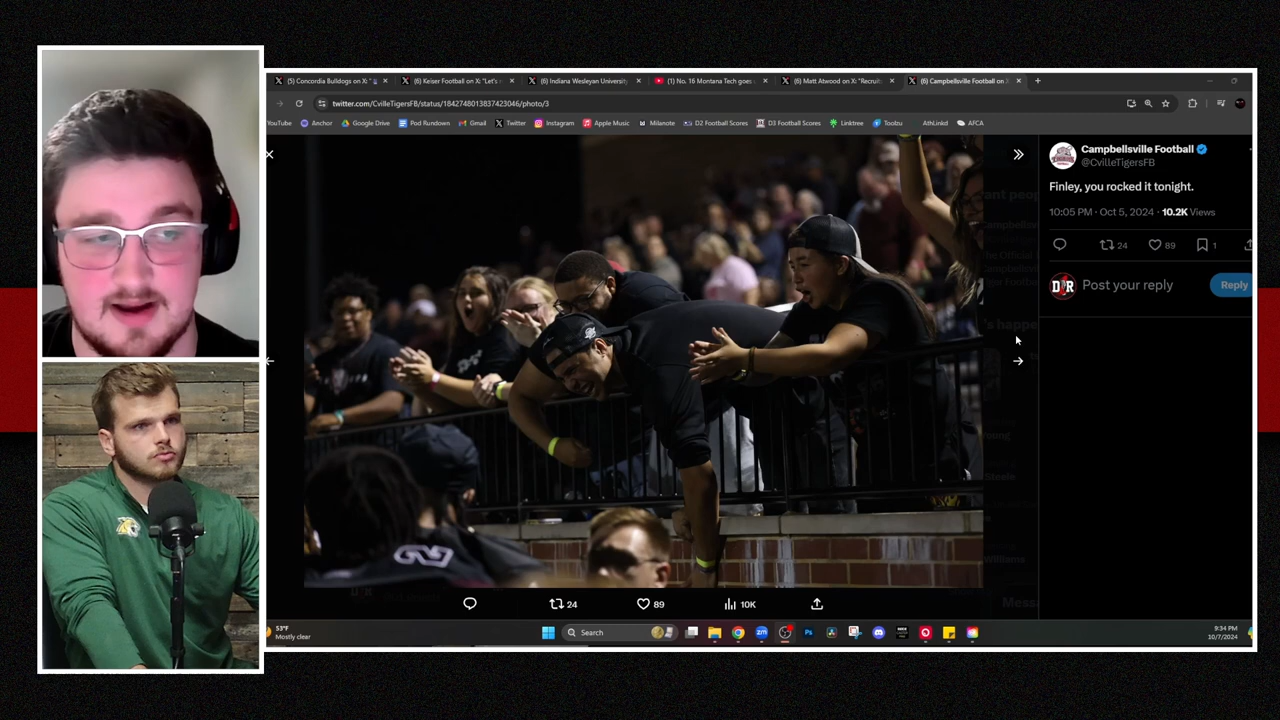 (5) Concordia Bulldogs on X: "
(6) Keiser Football on X: "Let's
(6) Indiana Wesleyan University
(1) No. 16 Montana Tech goes
(6) Matt Atwood on X: "Recruit
(6) Campbellsville Football on
twitter.com/CvilleTigersFB/status/1842748013837423046/photo/3
YouTube Anchor Google Drive Pod Rundown Gmail Twitter Instagram Apple Music Milanote D2 Football Scores D3 Football Scores Linktree Toolzu AthLinkd AFCA
Campbellsville Football
@CvilleTigersFB
Finley, you rocked it tonight.
10:05 PM · Oct 5, 2024 · 10.2K Views
24 89 1
D R Post your reply Reply
2
24 89 10K
53°F
Mostly clear
Search
zm
Ps
9:34 PM
10/7/2024